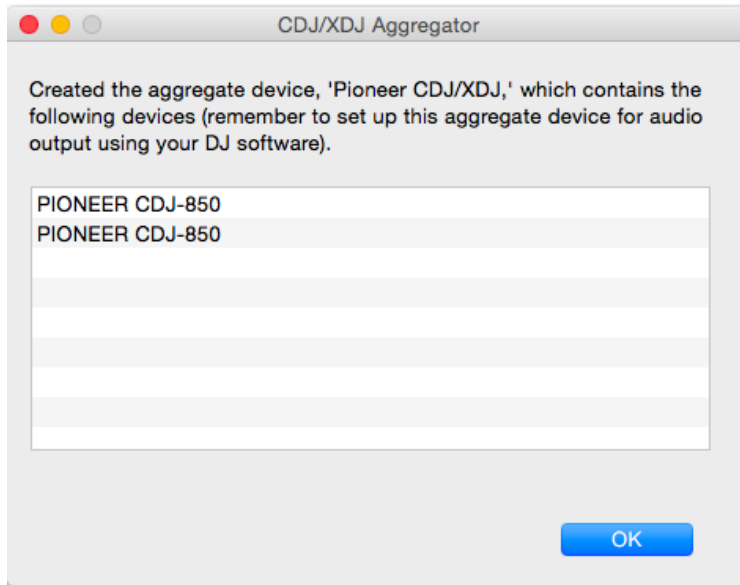 CDJ/XDJ Aggregator
Created the aggregate device, 'Pioneer CDJ/XDJ,' which contains the
following devices (remember to set up this aggregate device for audio
output using your DJ software).
PIONEER CDJ-850
PIONEER CDJ-850
OK